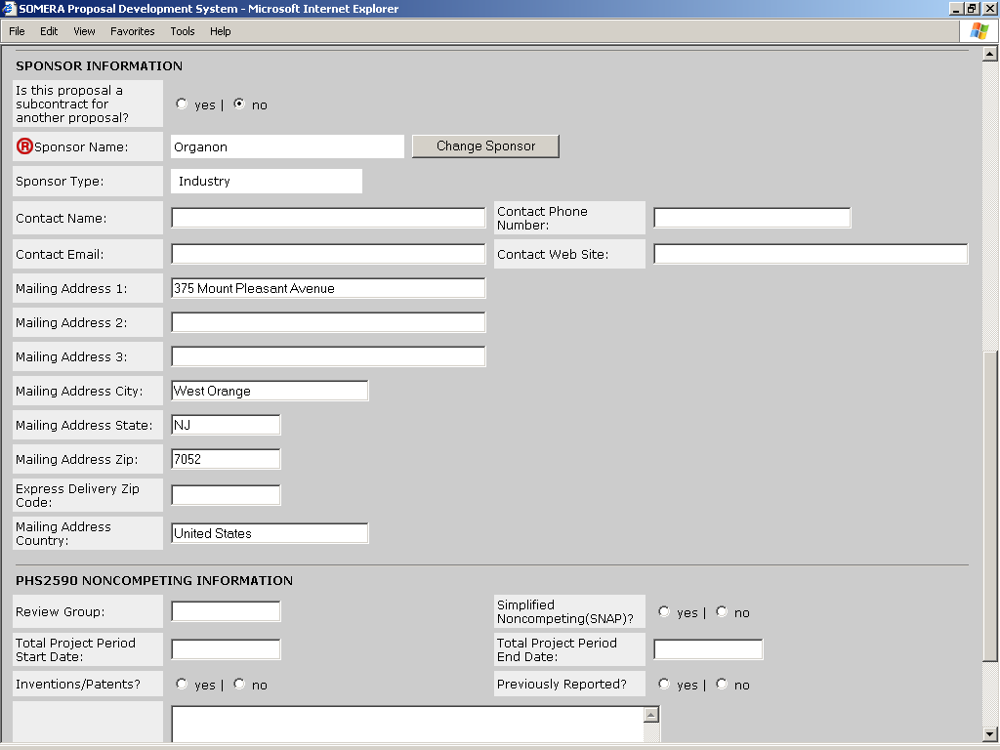 SOMERA Proposal Development System - Microsoft Internet Explorer
File Edit View Favorites Tools Help
SPONSOR INFORMATION
Is this proposal a
subcontract for
another proposal?
yes | no
®Sponsor Name: Organon Change Sponsor
Sponsor Type: Industry
Contact Name:
Contact Phone
Number:
Contact Email: Contact Web Site:
Mailing Address 1: 375 Mount Pleasant Avenue
Mailing Address 2:
Mailing Address 3:
Mailing Address City: West Orange
Mailing Address State: NJ
Mailing Address Zip: 7052
Express Delivery Zip
Code:
Mailing Address
Country:
United States
PHS2590 NONCOMPETING INFORMATION
Review Group:
Simplified
Noncompeting(SNAP)?
yes | no
Total Project Period
Start Date:
Total Project Period
End Date:
Inventions/Patents? yes | no Previously Reported? yes | no